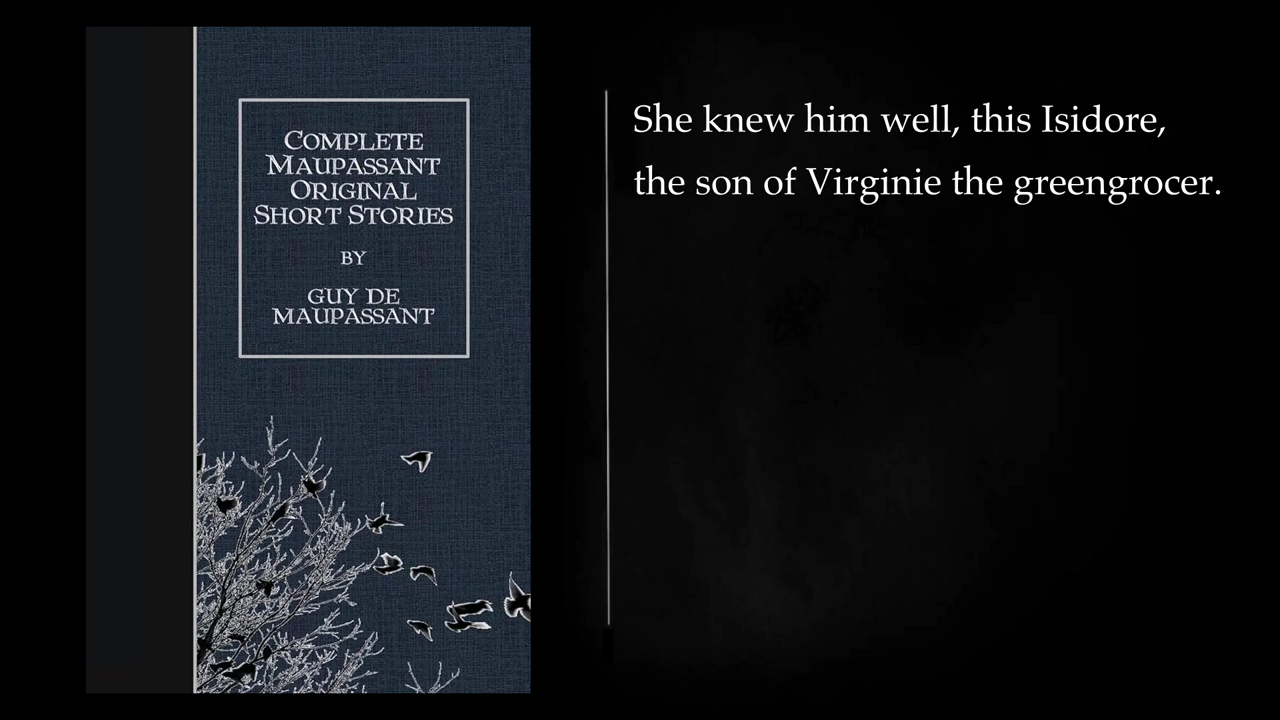 COMPLETE
MAUPASSANT
ORIGINAL
SHORT STORIES
BY
GUY DE
MAUPASSANT
She knew him well, this Isidore,
the son of Virginie the greengrocer.